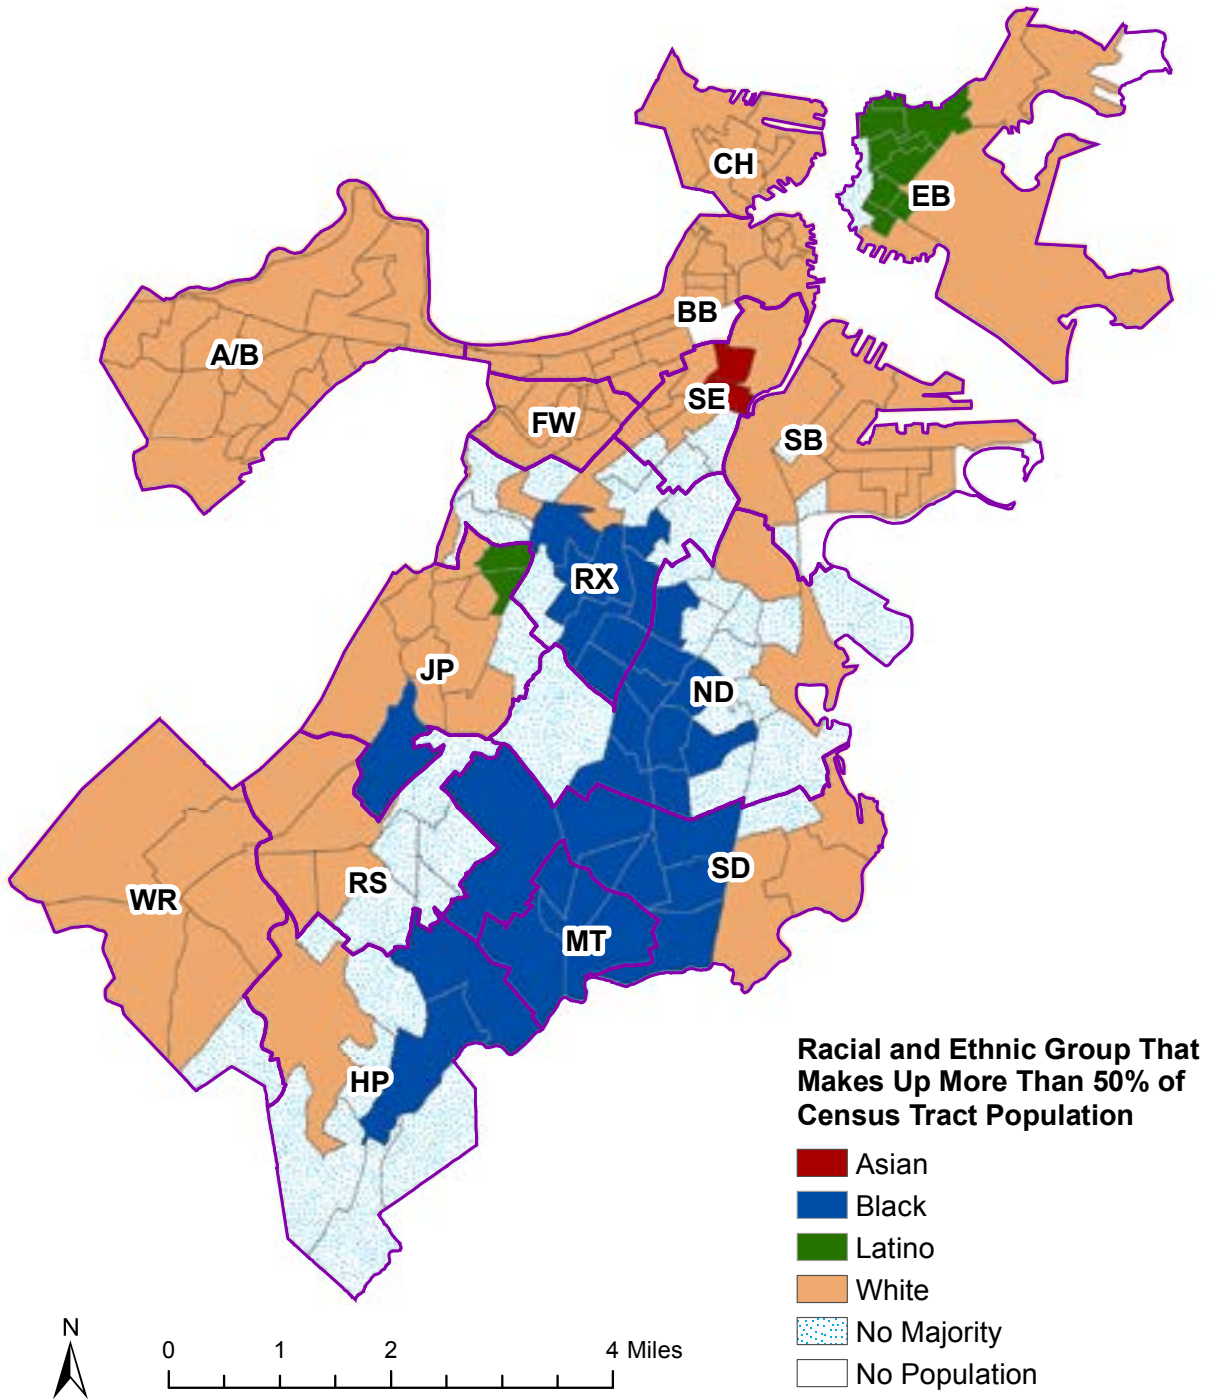 CH
EB
BB
A/B
SE
FW
SB
RX
JP
ND
SD
RS
WR
MT
HP
Racial and Ethnic Group That
Makes Up More Than 50% of
Census Tract Population
Asian
Black
Latino
White
No Majority
No Population
N
0 1 2 4 Miles